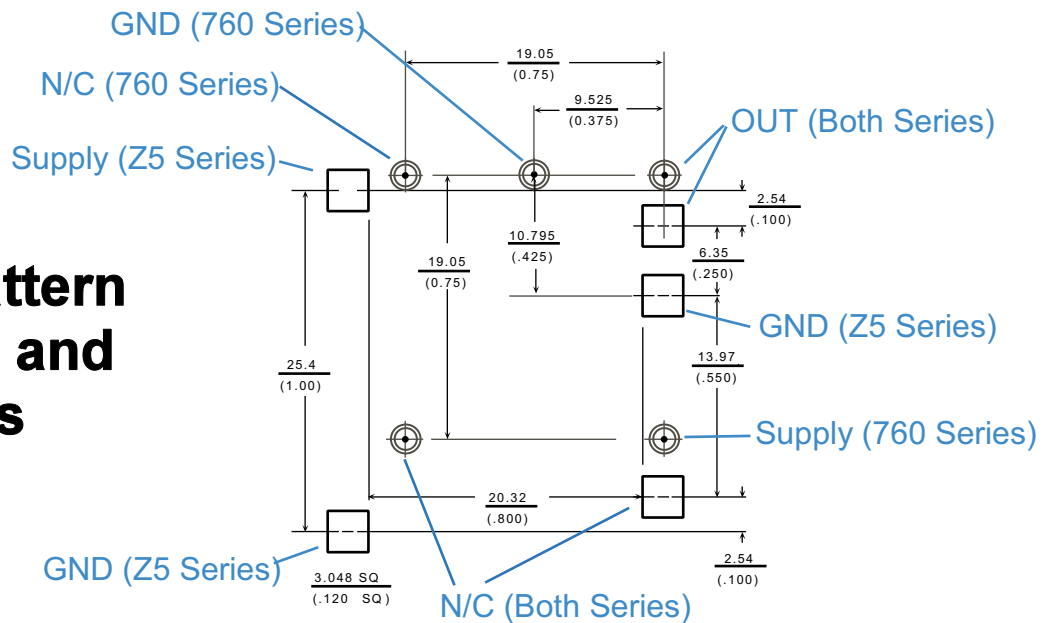 GND (760 Series)
N/C (760 Series)
Supply (Z5 Series)
19.05
(0.75)
9.525
(0.375)
OUT (Both Series)
2.54
(.100)
10.795
(.425)
6.35
(.250)
19.05
(0.75)
GND (Z5 Series)
and
25.4
(1.00)
13.97
(.550)
Supply (760 Series)
20.32
(.800)
GND (Z5 Series)
3.048 SQ
(.120 SQ)
N/C (Both Series)
2.54
(.100)